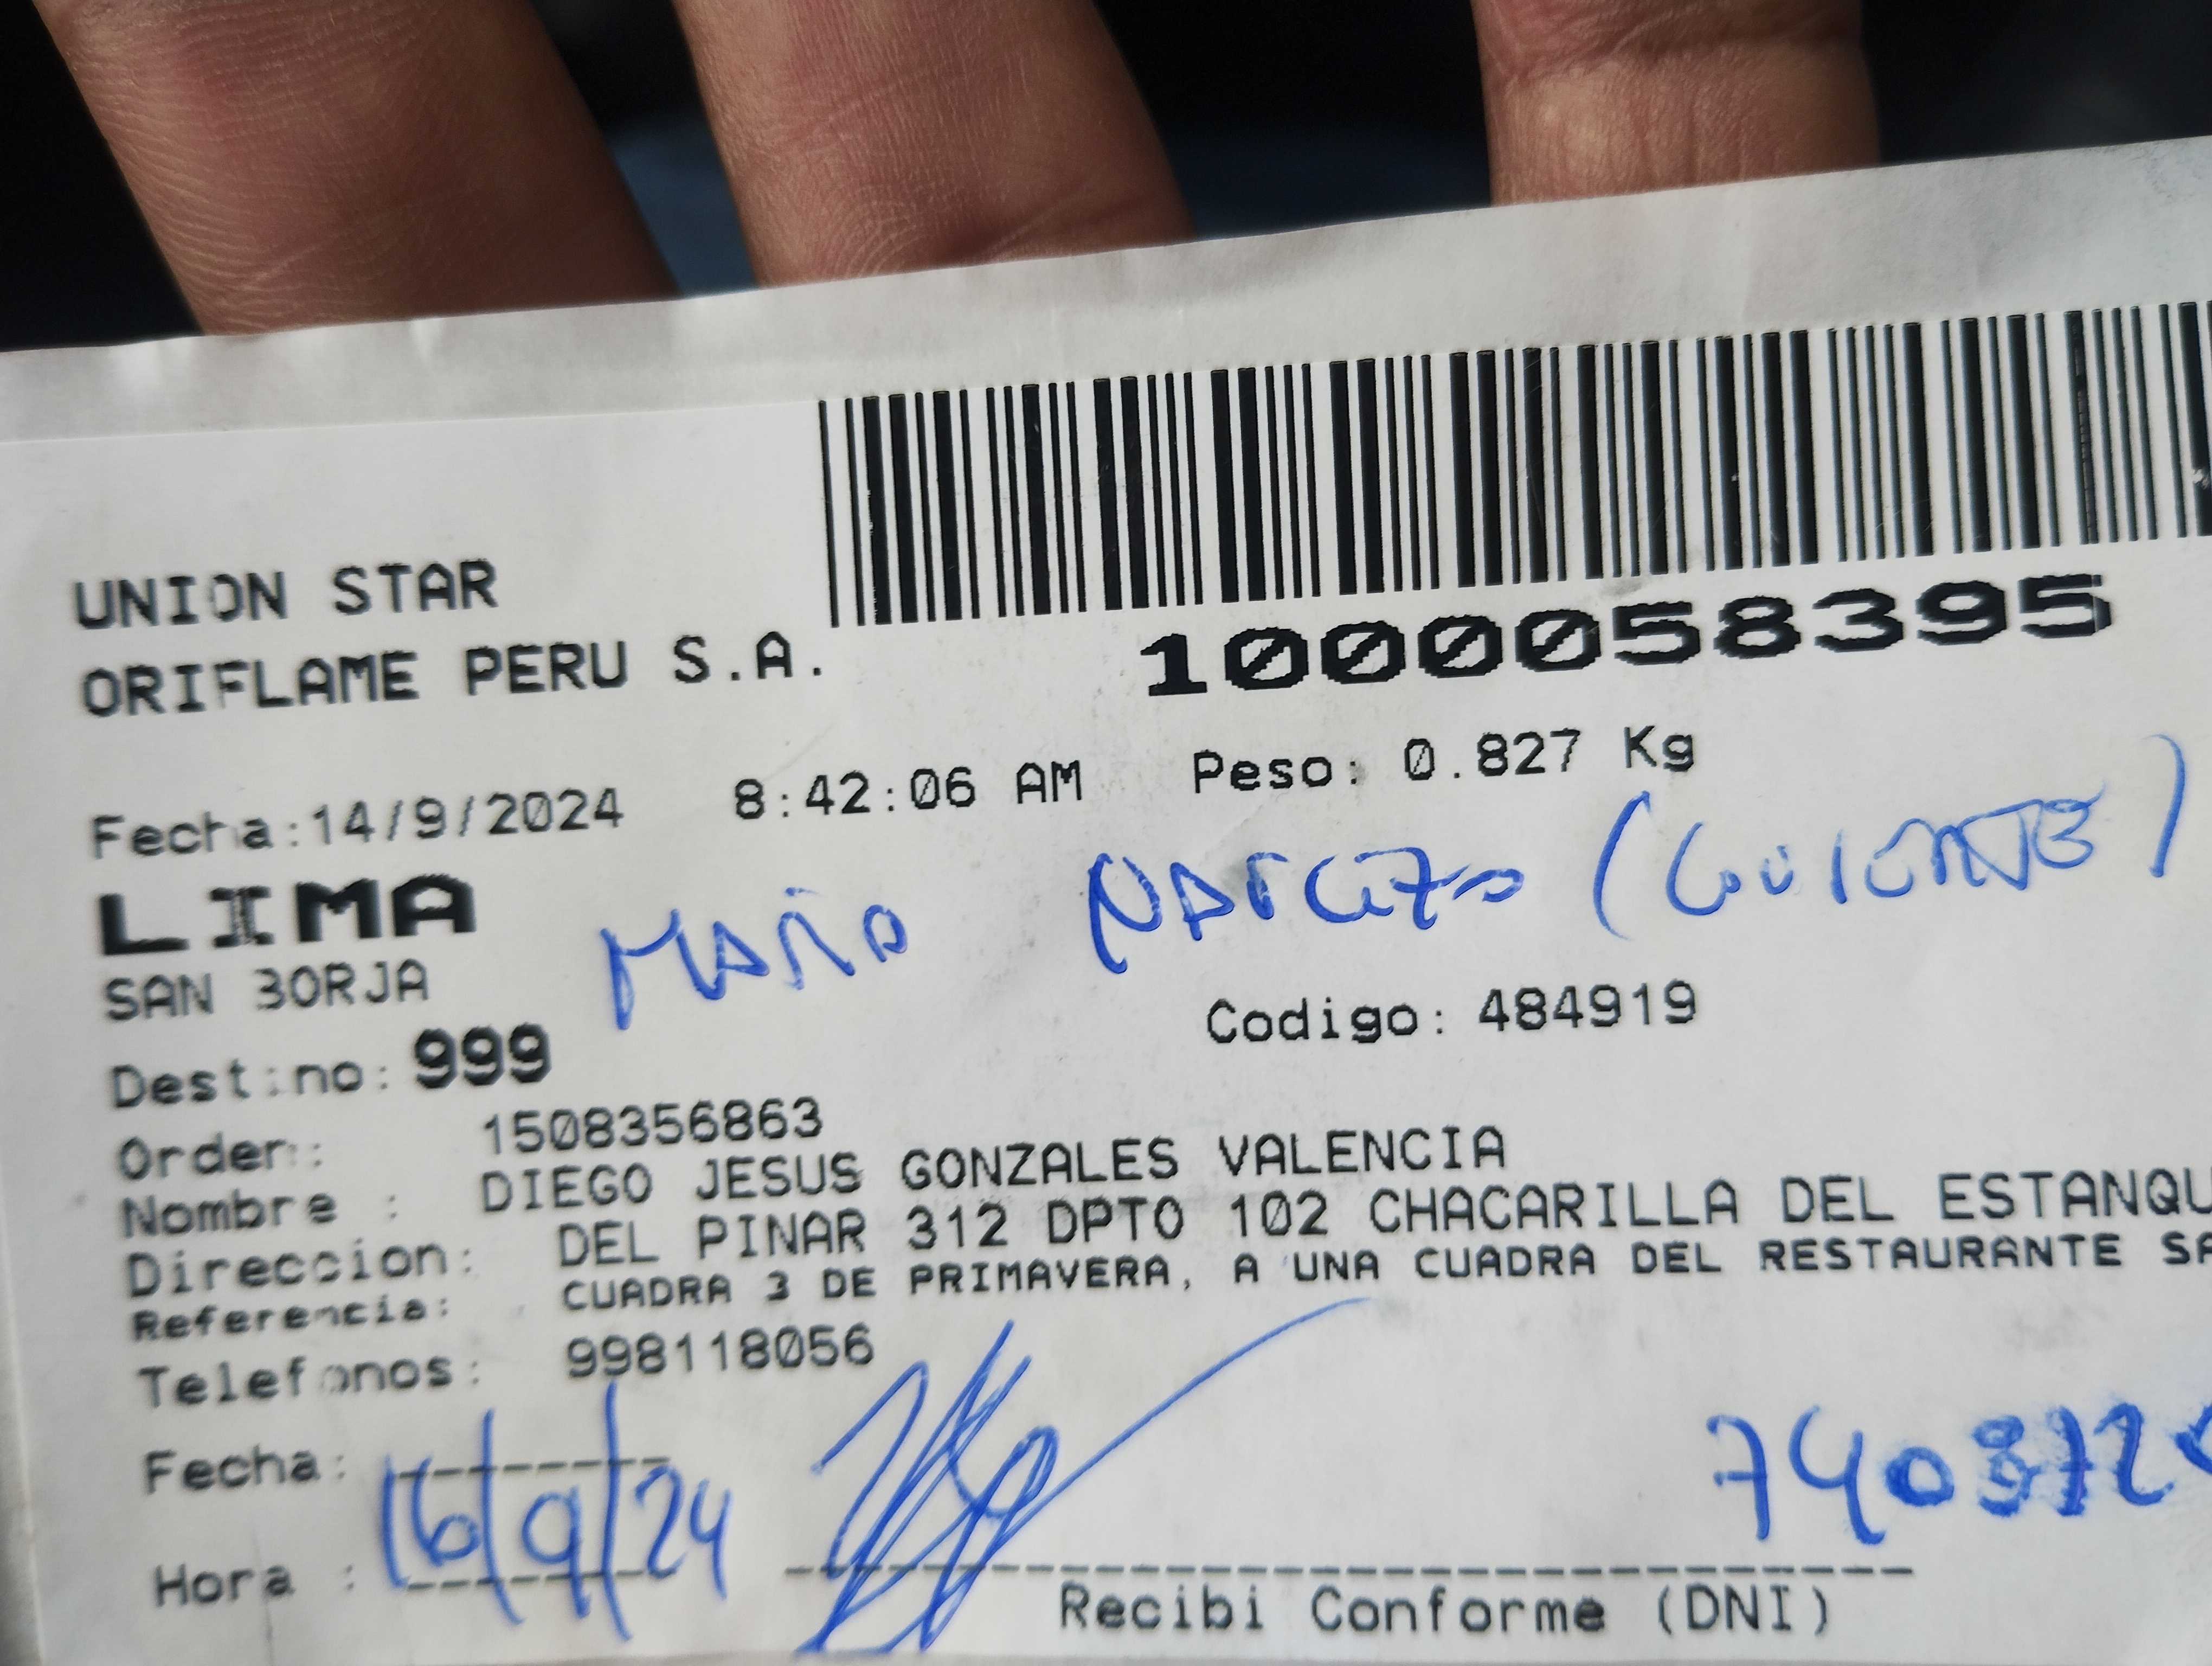 UNION STAR
ORIFLAME PERU S.A.
1000058395
Fecha:14/9/2024 8:42:06 AM Peso: 0.827 Kg
LIMA
SAN BORJA
Destino: 999 Codigo: 484919
Order: 1508356863
Nombre : DIEGO JESUS GONZALES VALENCIA
Direccion: DEL PINAR 312 DPTO 102 CHACARILLA DEL ESTANQU
Referencia: CUADRA 3 DE PRIMAVERA, A UNA CUADRA DEL RESTAURANTE SA
Telefonos: 998118056
Fecha: 16/9/24
Hora :
Recibi Conforme (DNI)